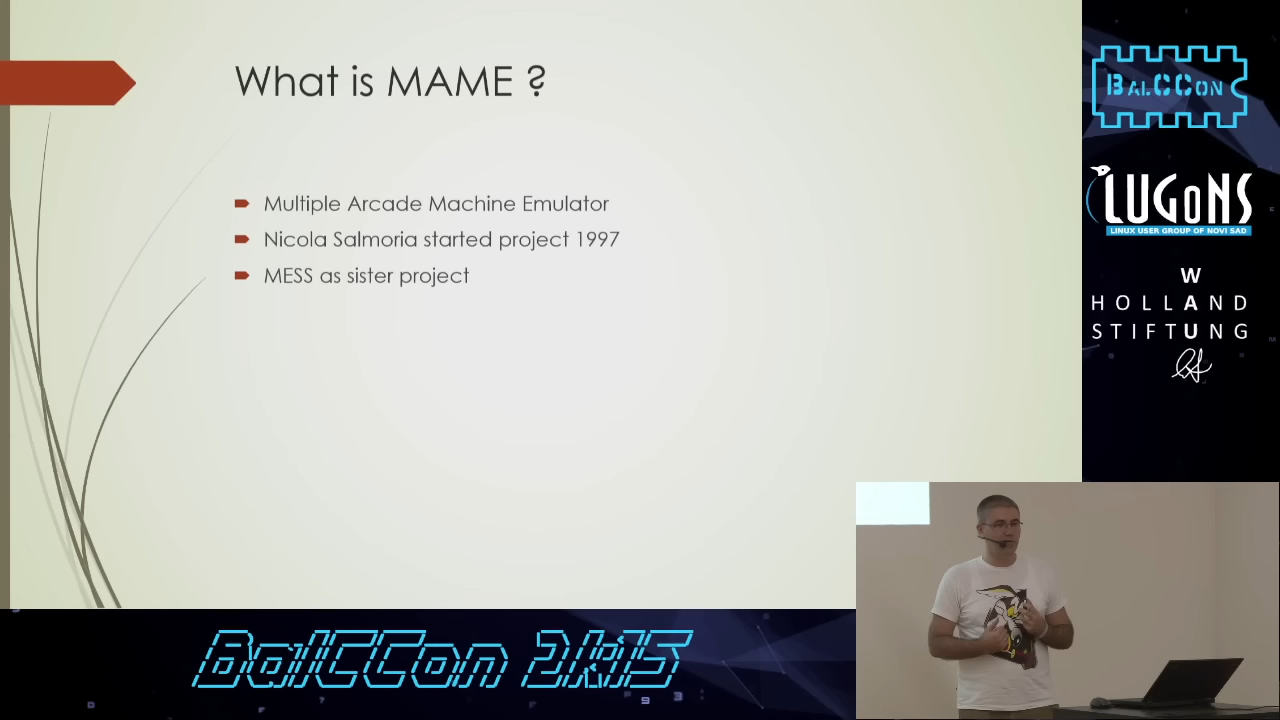 What is MAME ?
Multiple Arcade Machine Emulator
Nicola Salmoria started project 1997
MESS as sister project
BALCCON
LUGONS
LINUX USER GROUP OF NOVI SAD
WAU
HOLLAND
STIFTUNG
BalCCon 2k15